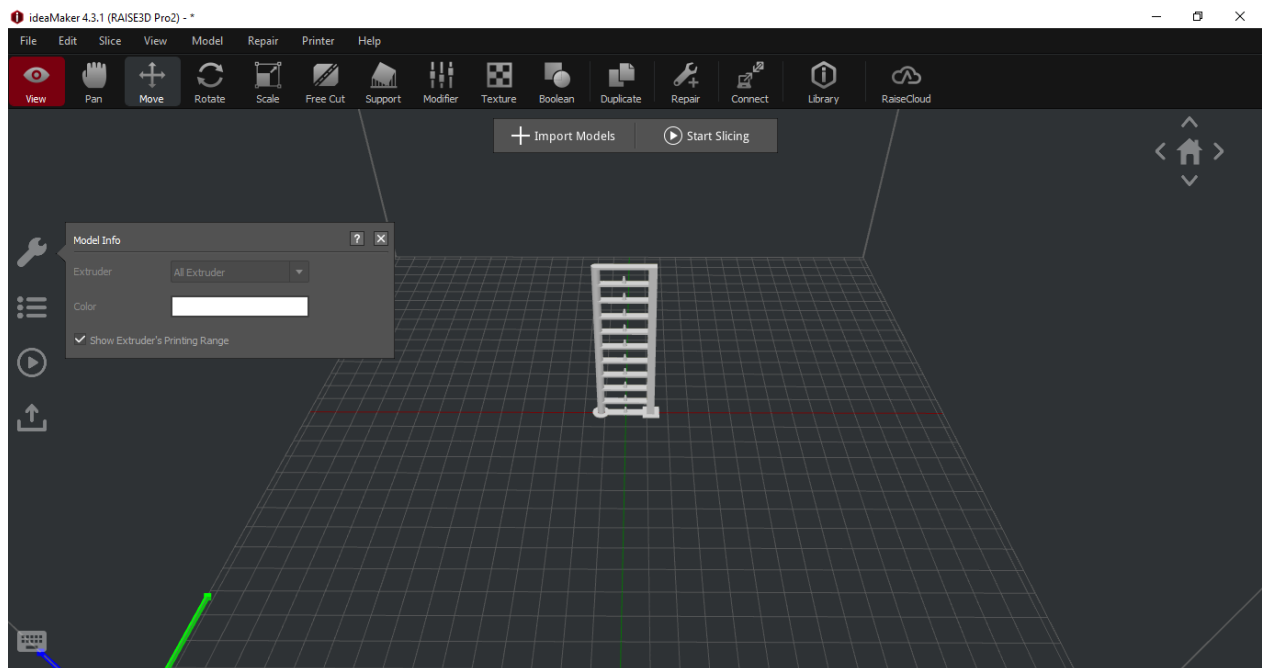 ideaMaker 4.3.1 (RAISE3D Pro2) - *
File Edit Slice View Model Repair Printer Help
View Pan Move Rotate Scale Free Cut Support Modifier Texture Boolean Duplicate Repair Connect Library RaiseCloud
Import Models Start Slicing
Model Info ?
Extruder All Extruder
Color
Show Extruder's Printing Range